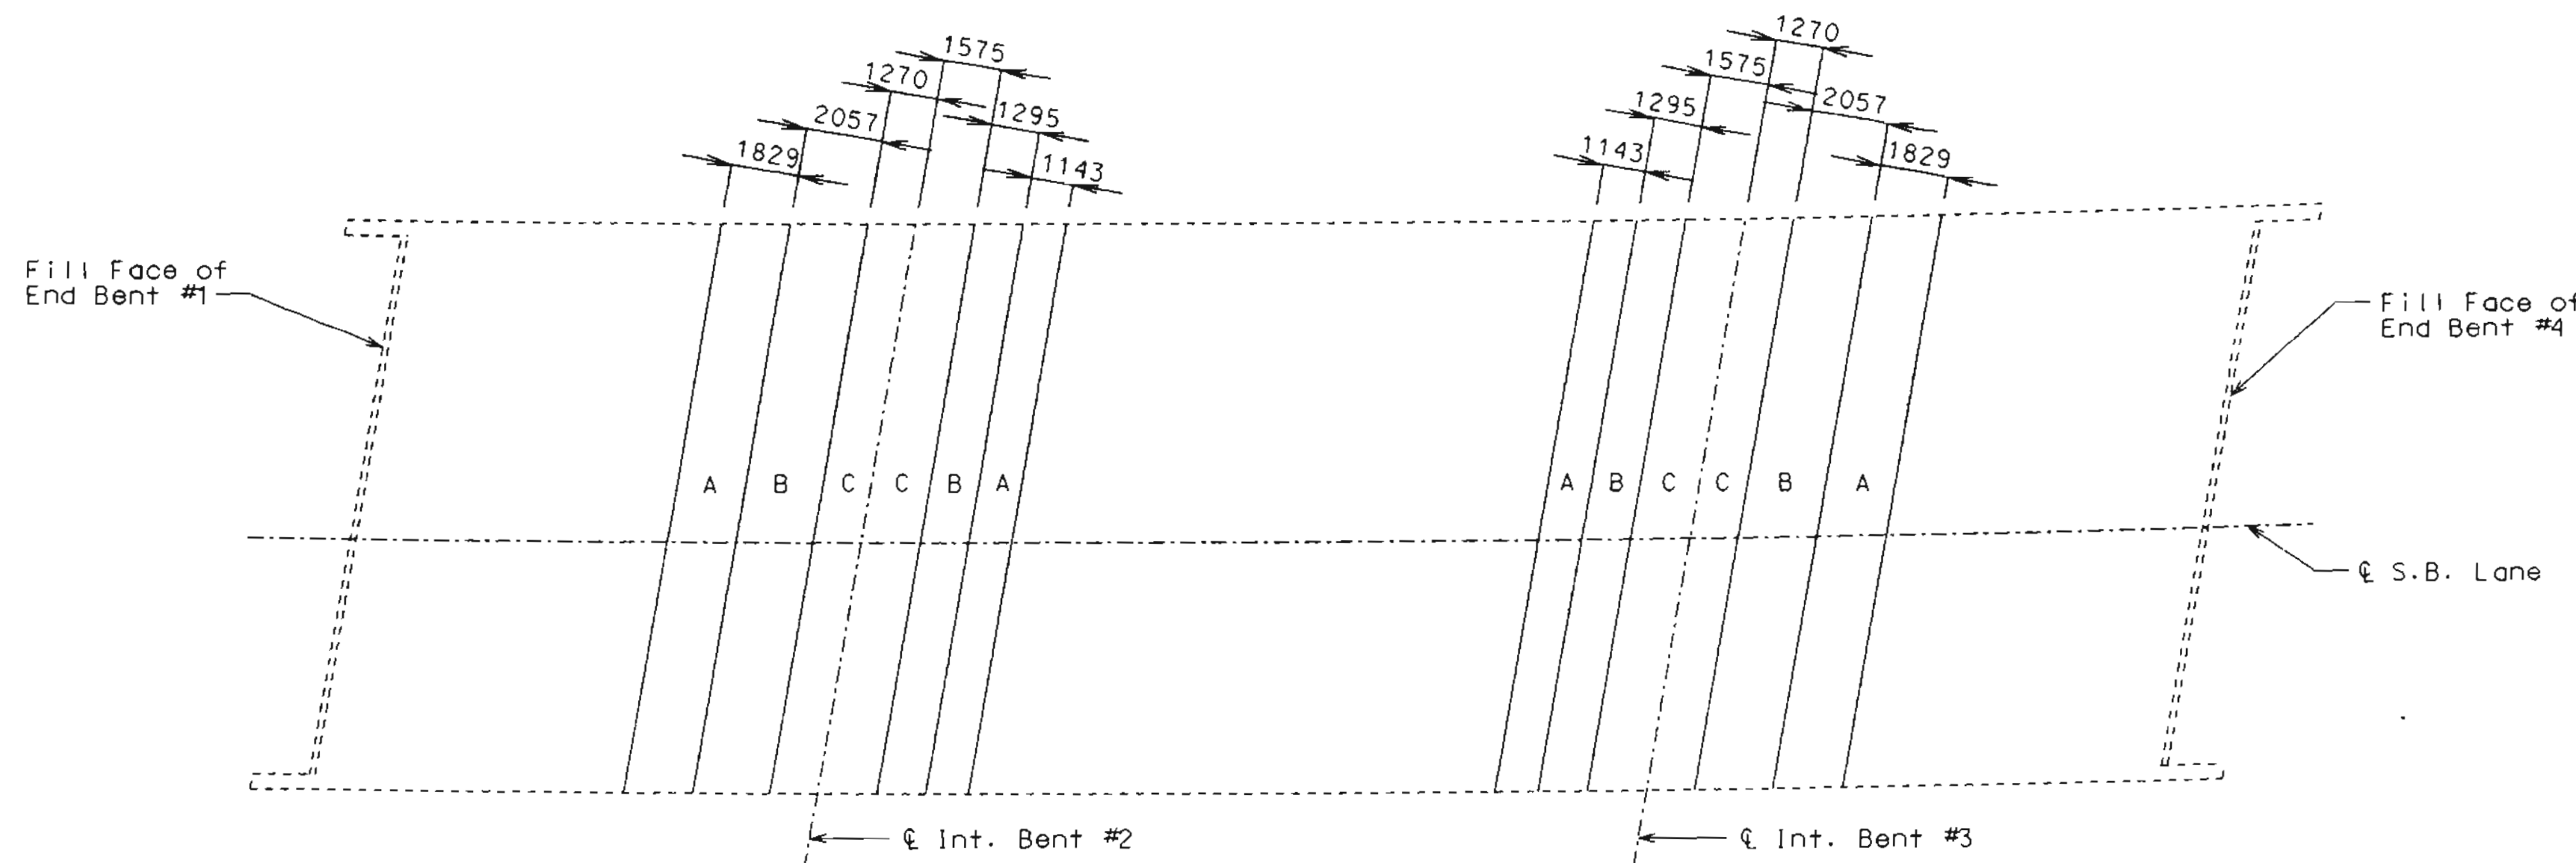 1270
1575
1575
1270
1295
2057
2057
1295
1829
1143
1143
1829
Fill Face of
End Bent #1
Fill Face of
End Bent #4
A B C C B A
A B C C B A
℄ S.B. Lane
℄ Int. Bent #2
℄ Int. Bent #3